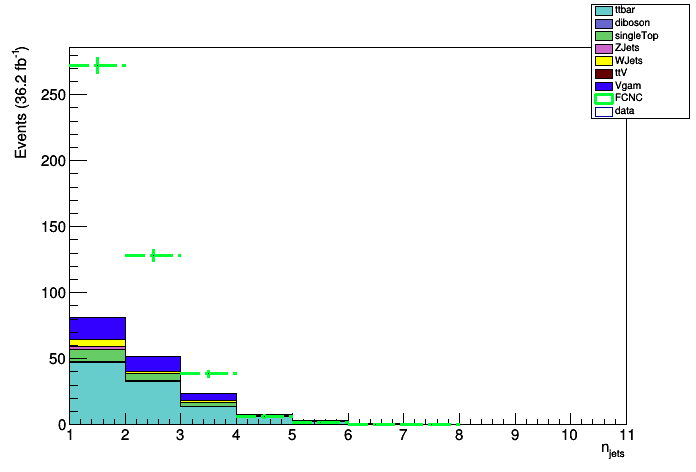 ttbar
diboson
singleTop
ZJets
WJets
ttV
Vgam
FCNC
data
Events (36.2 fb⁻¹)
250
200
150
100
50
0
1 2 3 4 5 6 7 8 9 10 11
n_jets